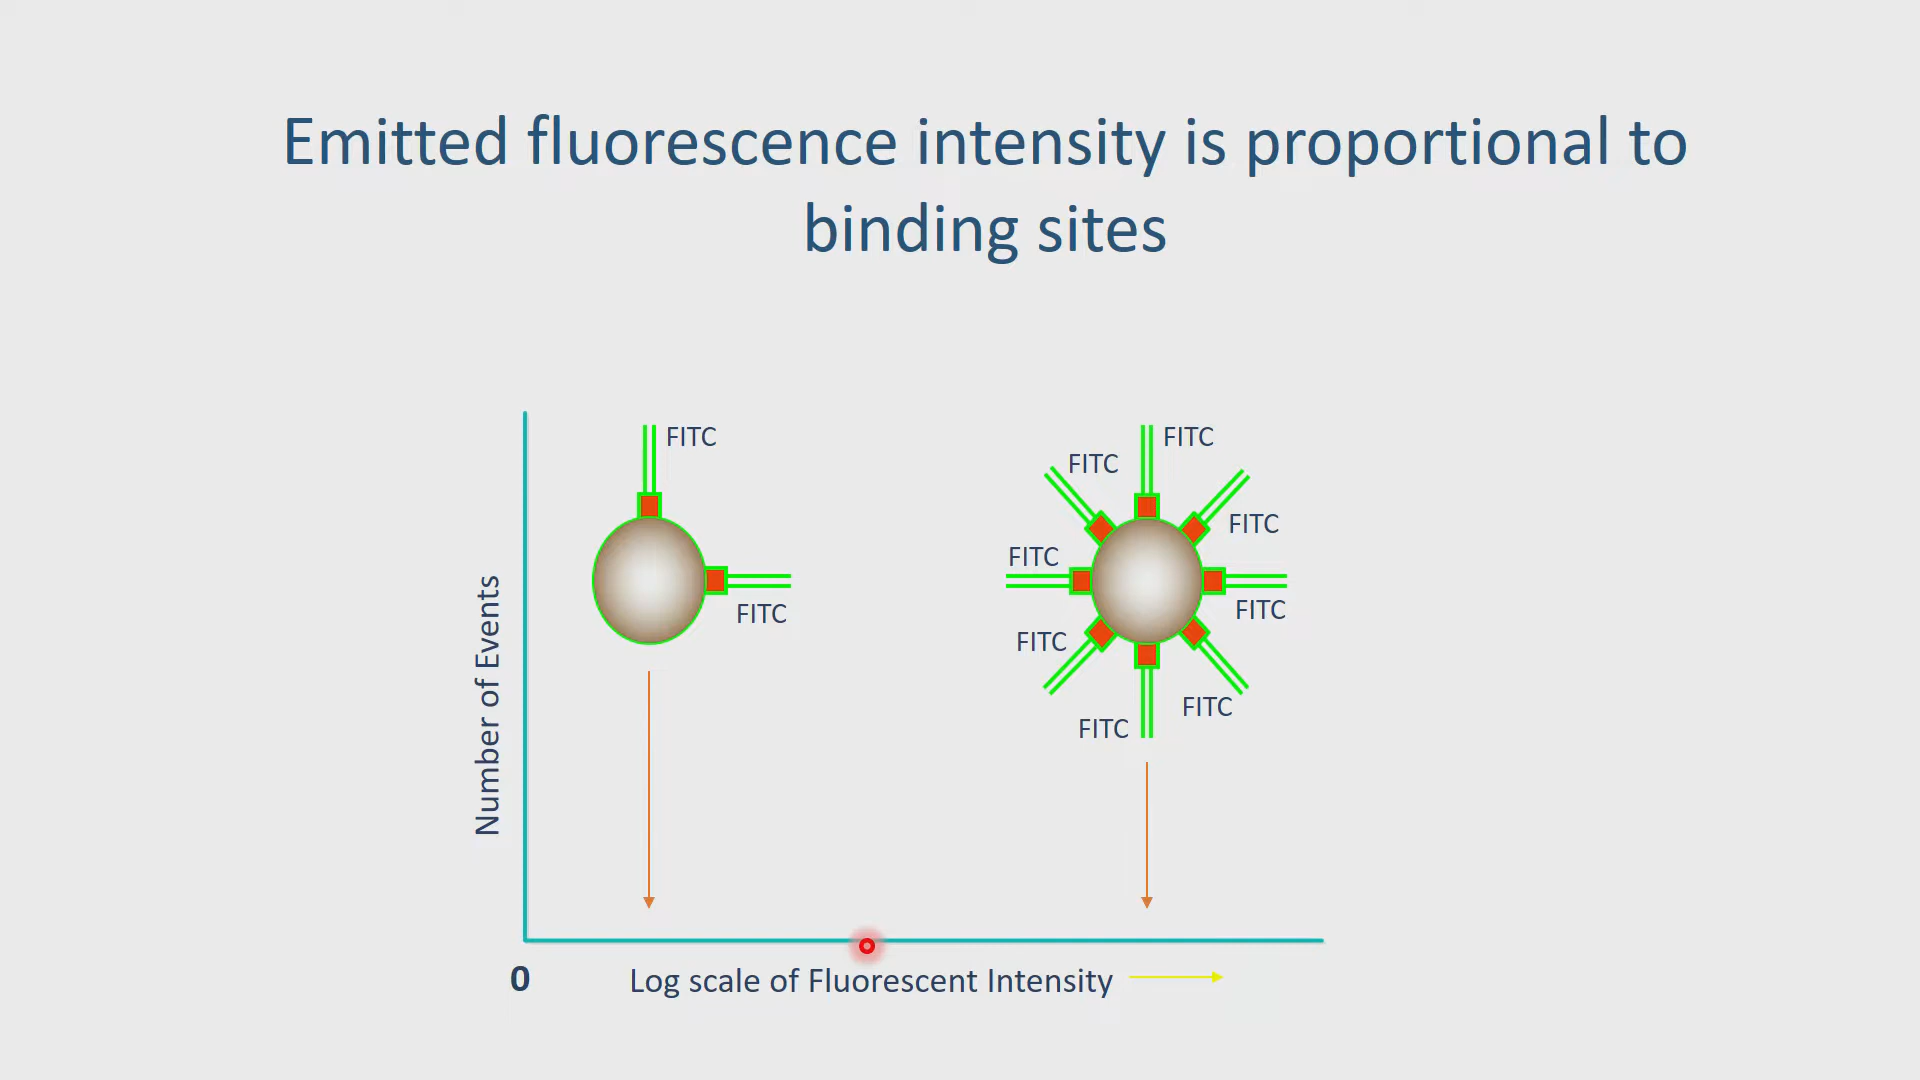 Emitted fluorescence intensity is proportional to
binding sites
FITC
FITC
FITC
FITC
FITC
FITC
FITC
FITC
FITC
FITC
Number of Events
0
Log scale of Fluorescent Intensity